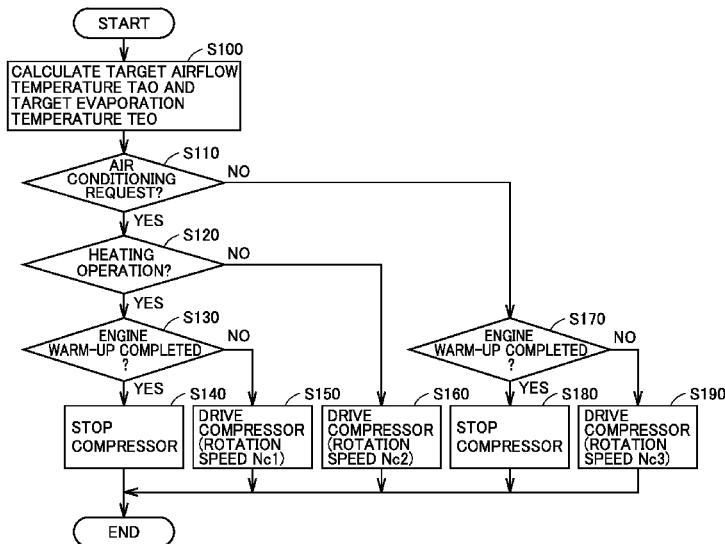 START
S100
CALCULATE TARGET AIRFLOW
TEMPERATURE TAO AND
TARGET EVAPORATION
TEMPERATURE TEO
S110
AIR
CONDITIONING
REQUEST?
NO
YES
S120
HEATING
OPERATION?
NO
YES
S130
ENGINE
WARM-UP COMPLETED
?
NO
YES
S170
ENGINE
WARM-UP COMPLETED
?
NO
YES
S140
STOP
COMPRESSOR
S150
DRIVE
COMPRESSOR
(ROTATION
SPEED Nc1)
S160
DRIVE
COMPRESSOR
(ROTATION
SPEED Nc2)
S180
STOP
COMPRESSOR
S190
DRIVE
COMPRESSOR
(ROTATION
SPEED Nc3)
END